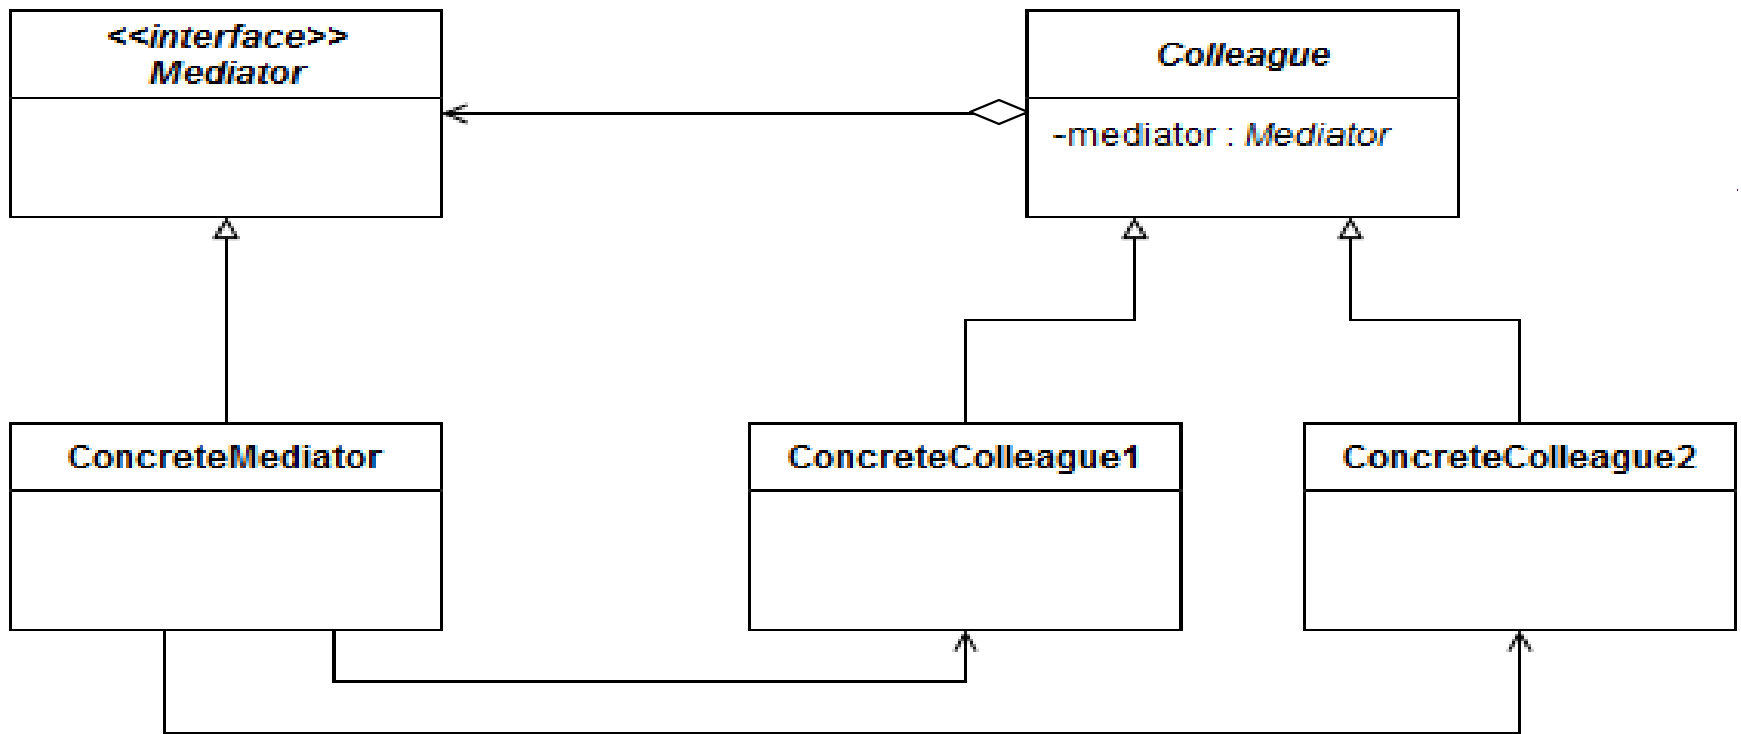 <<interface>>
Mediator
Colleague
-mediator : Mediator
ConcreteMediator
ConcreteColleague1
ConcreteColleague2